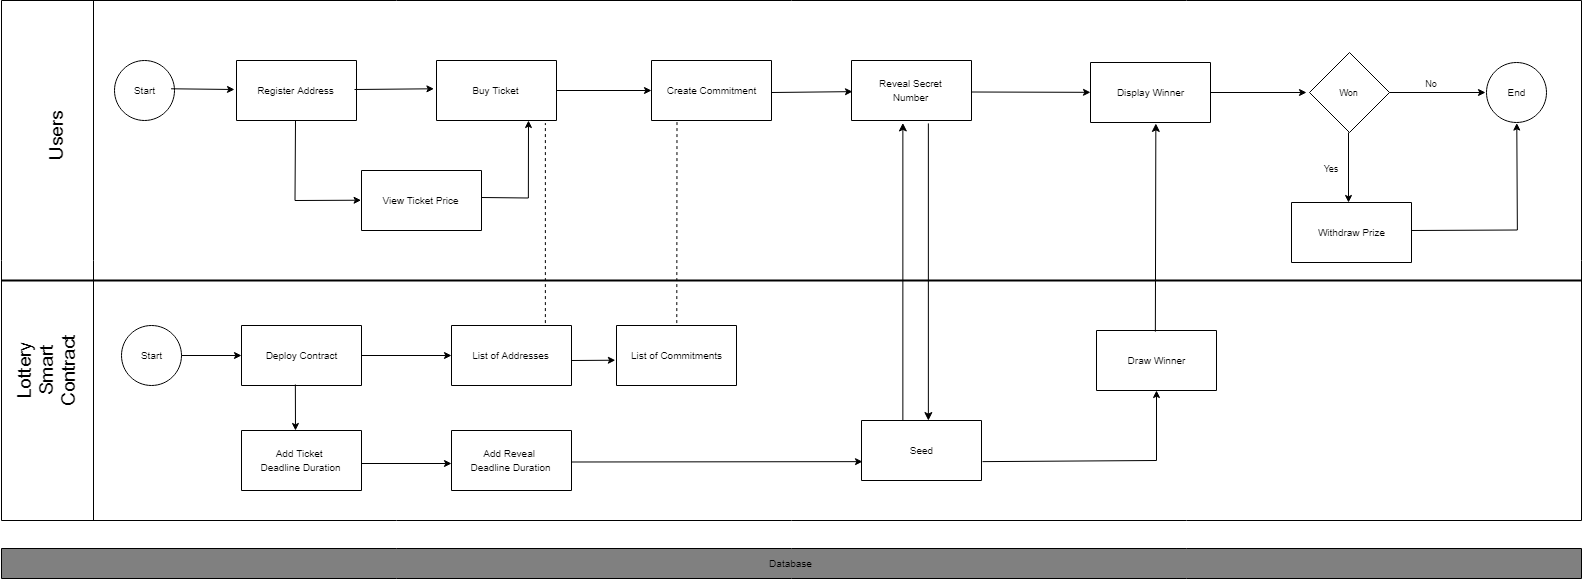 Users
Start
Register Address
Buy Ticket
Create Commitment
Reveal Secret
Number
Display Winner
Won
No
End
Yes
View Ticket Price
Withdraw Prize
Lottery
Smart
Contract
Start
Deploy Contract
List of Addresses
List of Commitments
Draw Winner
Add Ticket
Deadline Duration
Add Reveal
Deadline Duration
Seed
Database